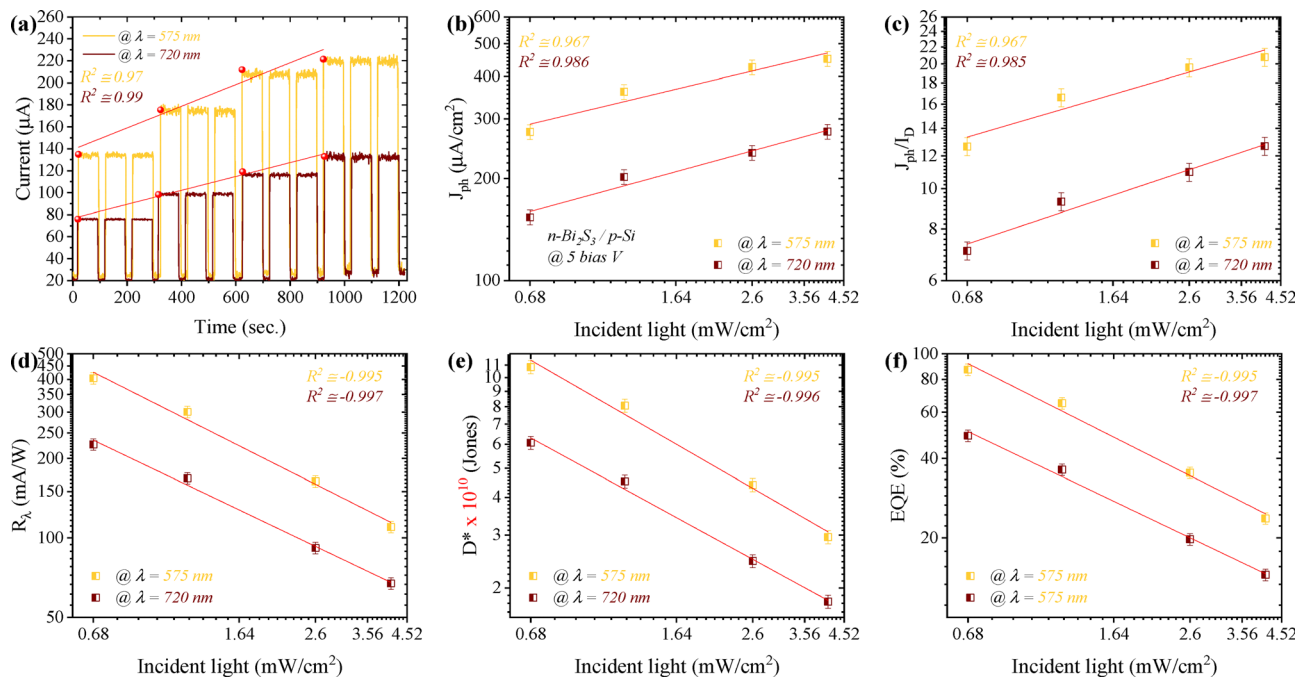 (a)
@ λ = 575 nm
@ λ = 720 nm
R² ≅ 0.97
R² ≅ 0.99
Current (μA)
260
240
220
200
180
160
140
120
100
80
60
40
20
0 200 400 600 800 1000 1200
Time (sec.)
(b)
R² ≅ 0.967
R² ≅ 0.986
J_ph (μA/cm²)
600
500
400
300
200
100
n-Bi₂S₃ / p-Si
@ 5 bias V
@ λ = 575 nm
@ λ = 720 nm
0.68 1.64 2.6 3.56 4.52
Incident light (mW/cm²)
(c)
R² ≅ 0.967
R² ≅ 0.985
J_ph/I_D
26
24
22
20
18
16
14
12
10
8
6
@ λ = 575 nm
@ λ = 720 nm
0.68 1.64 2.6 3.56 4.52
Incident light (mW/cm²)
(d)
R² ≅ -0.995
R² ≅ -0.997
R_λ (mA/W)
500
450
400
350
300
250
200
150
100
50
@ λ = 575 nm
@ λ = 720 nm
0.68 1.64 2.6 3.56 4.52
Incident light (mW/cm²)
(e)
R² ≅ -0.995
R² ≅ -0.996
D* x 10¹⁰ (Jones)
11
10
9
8
7
6
5
4
3
2
@ λ = 575 nm
@ λ = 720 nm
0.68 1.64 2.6 3.56 4.52
Incident light (mW/cm²)
(f)
R² ≅ -0.995
R² ≅ -0.997
EQE (%)
100
80
60
40
20
@ λ = 575 nm
@ λ = 575 nm
0.68 1.64 2.6 3.56 4.52
Incident light (mW/cm²)